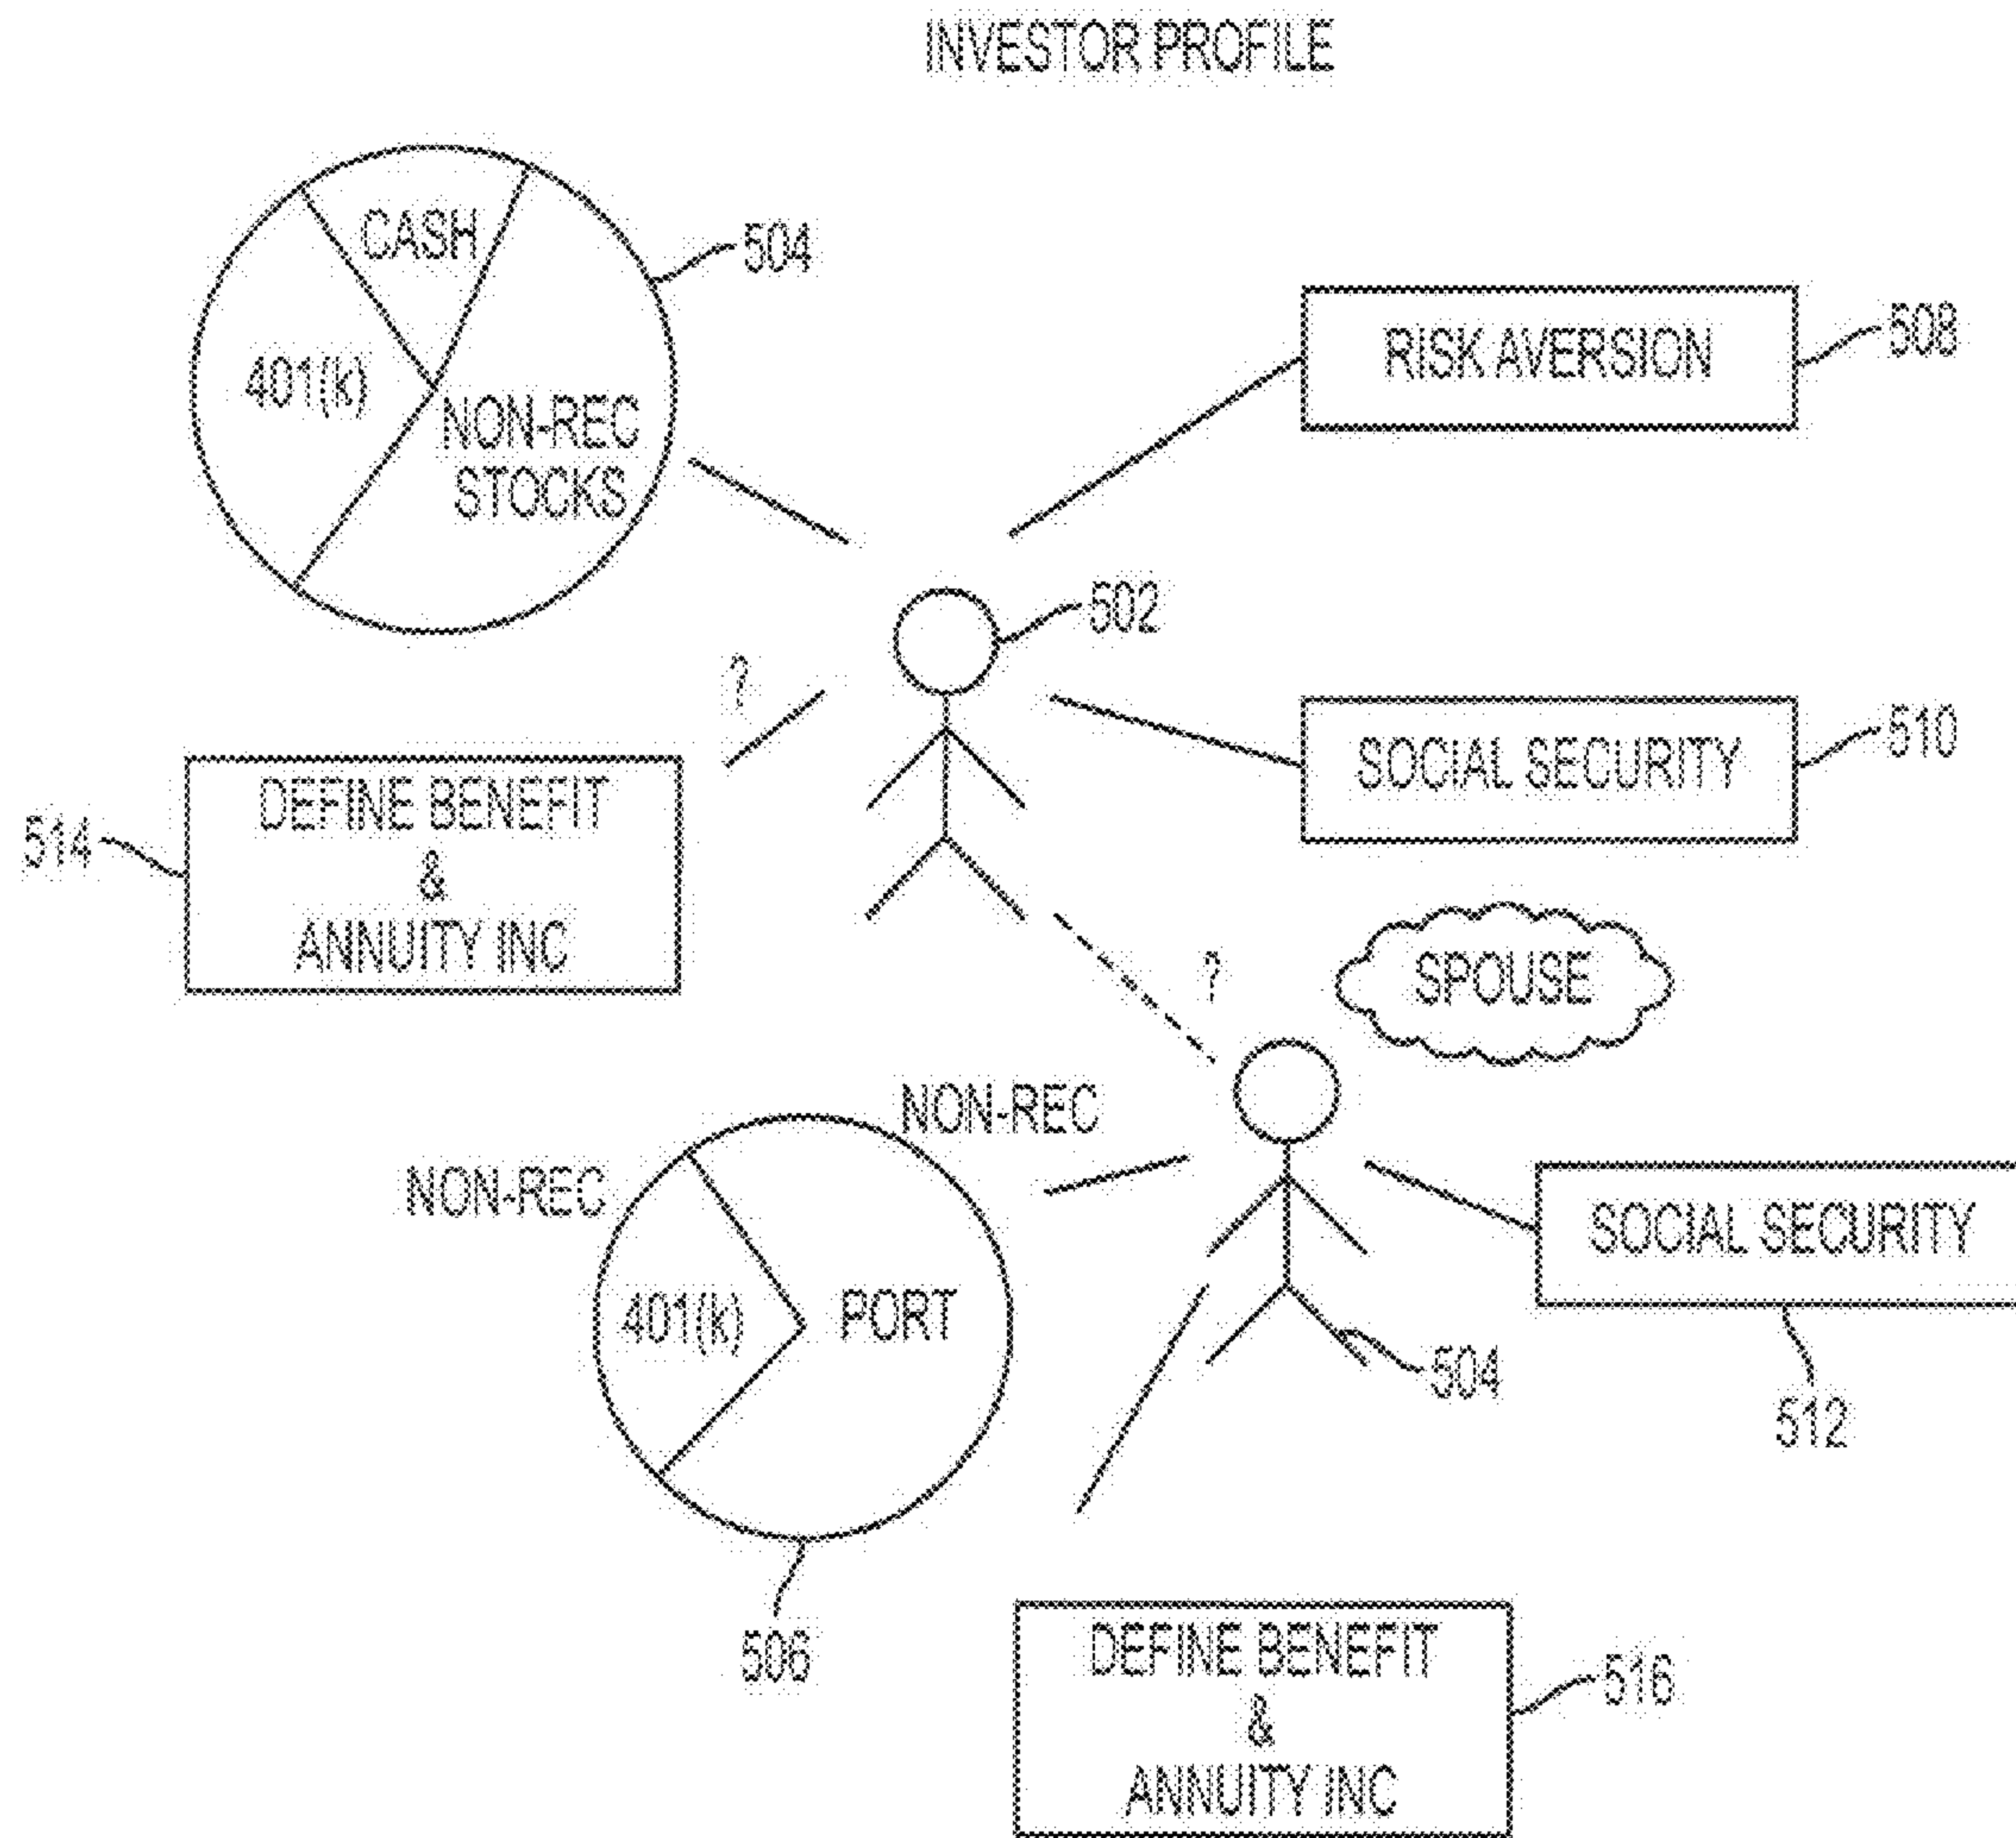 INVESTOR PROFILE
CASH
504
401(k)
NON-REC
STOCKS
RISK AVERSION
508
502
?
SOCIAL SECURITY
510
514
DEFINE BENEFIT
&
ANNUITY INC
?
SPOUSE
NON-REC
NON-REC
401(k)
PORT
SOCIAL SECURITY
504
512
506
DEFINE BENEFIT
&
ANNUITY INC
516